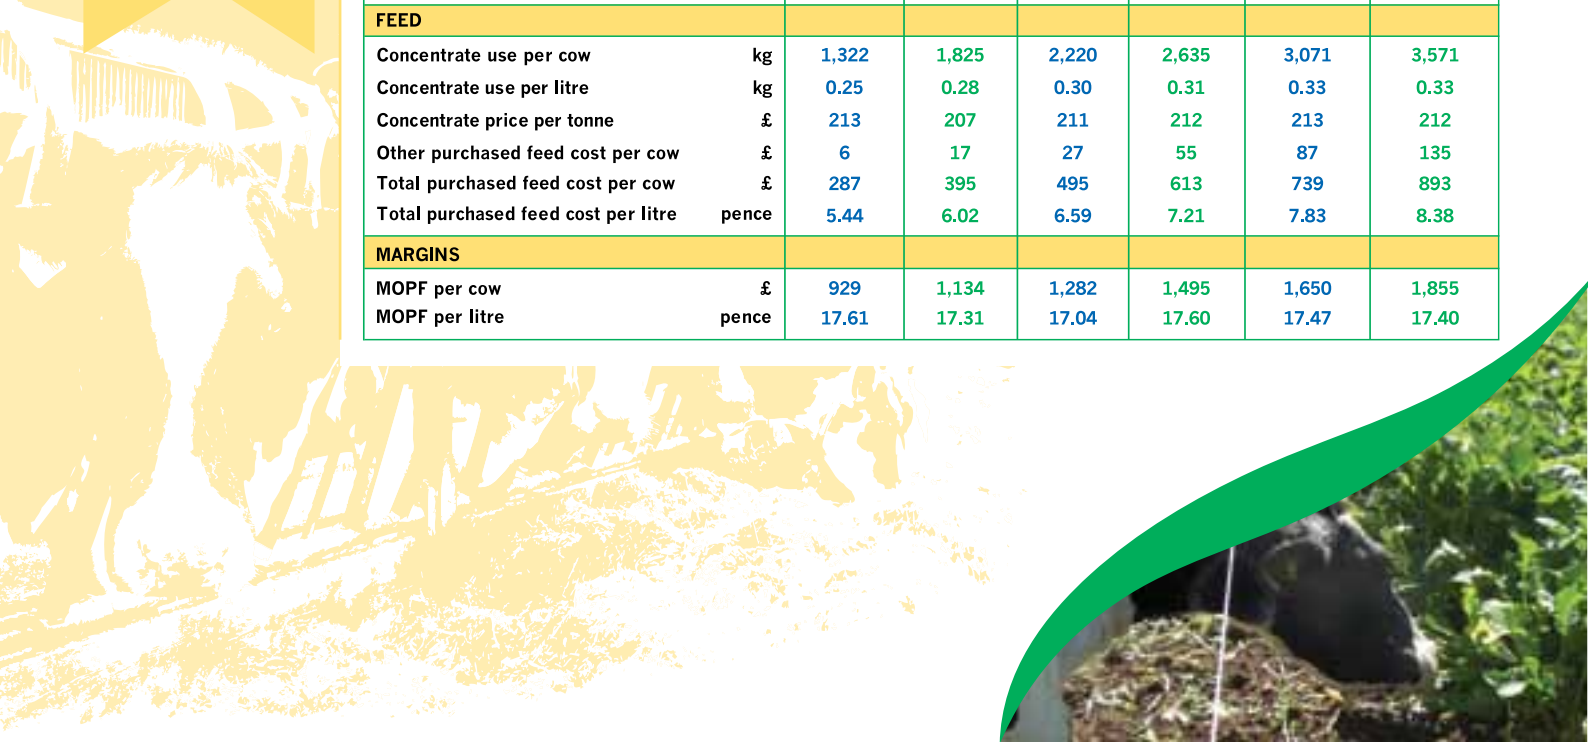 FEED
Concentrate use per cow kg 1,322 1,825 2,220 2,635 3,071 3,571
Concentrate use per litre kg 0.25 0.28 0.30 0.31 0.33 0.33
Concentrate price per tonne £ 213 207 211 212 213 212
Other purchased feed cost per cow £ 6 17 27 55 87 135
Total purchased feed cost per cow £ 287 395 495 613 739 893
Total purchased feed cost per litre pence 5.44 6.02 6.59 7.21 7.83 8.38
MARGINS
MOPF per cow £ 929 1,134 1,282 1,495 1,650 1,855
MOPF per litre pence 17.61 17.31 17.04 17.60 17.47 17.40